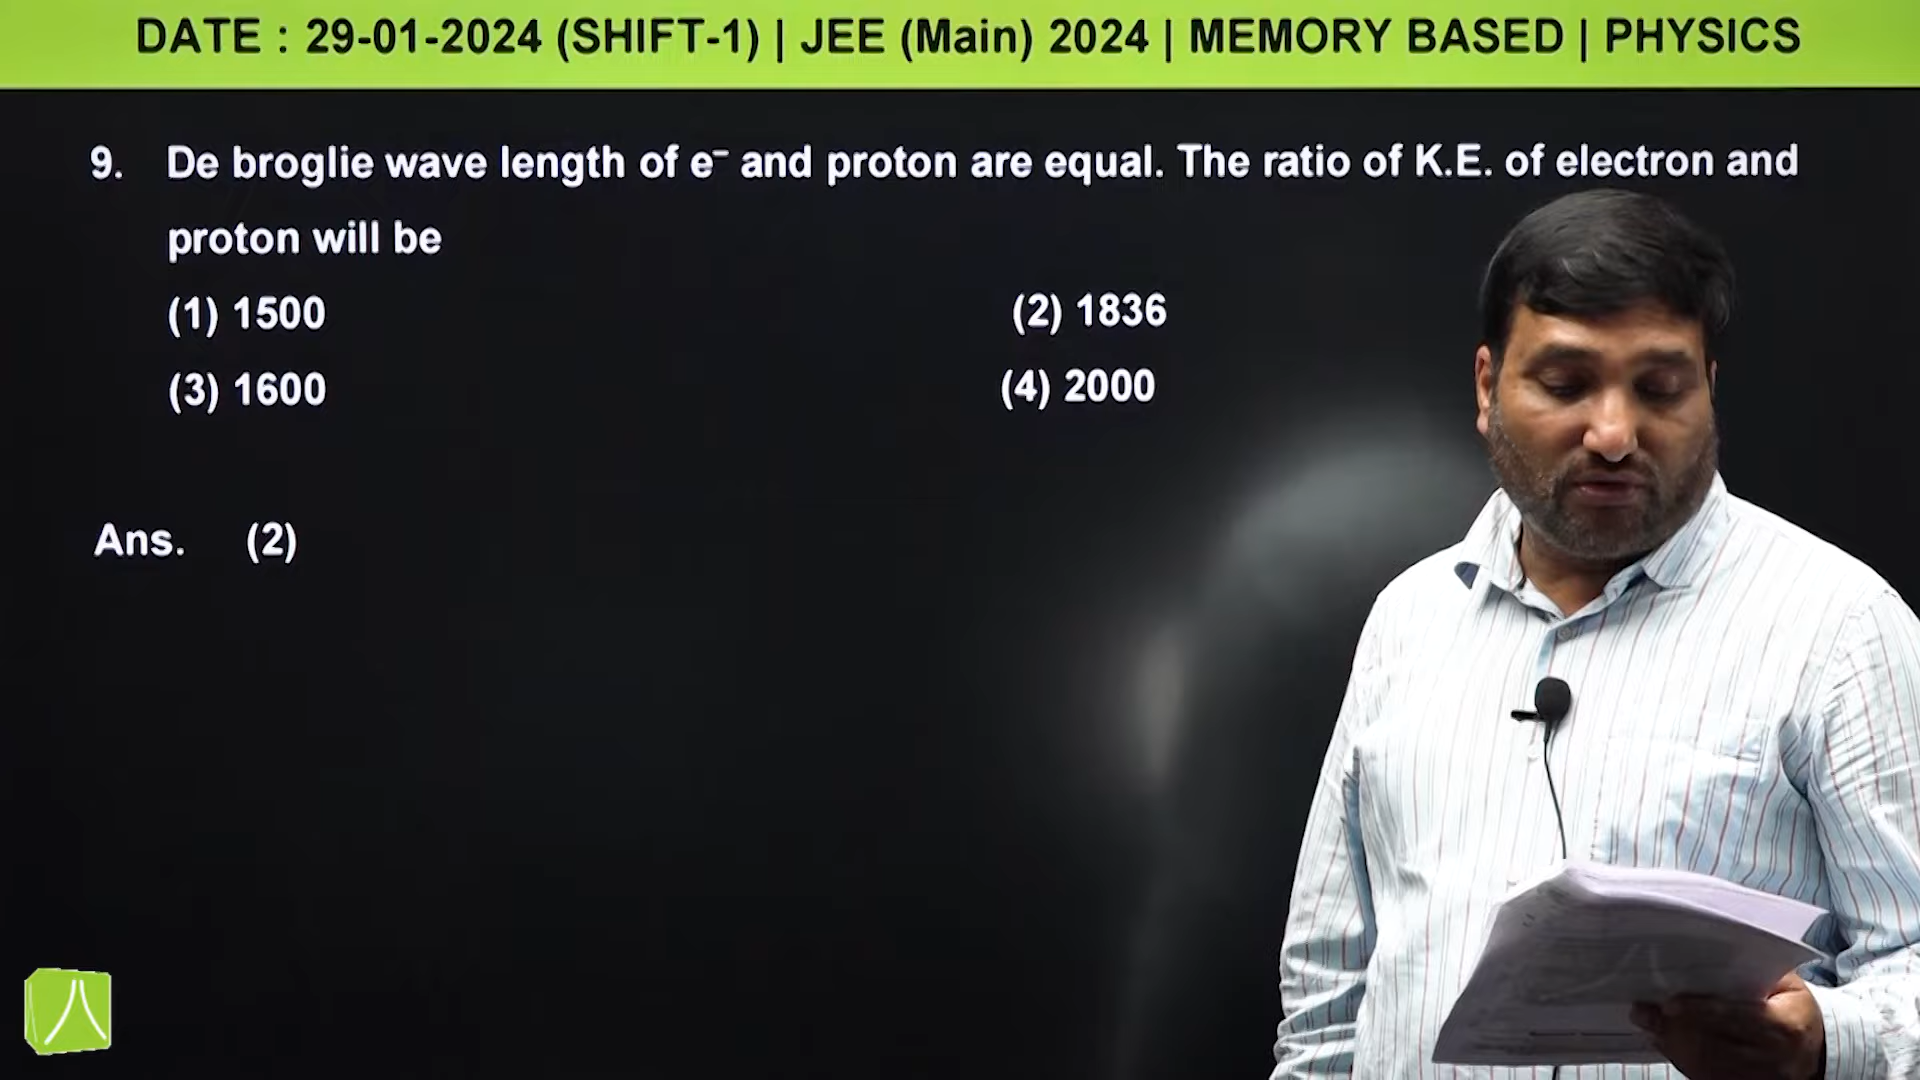 DATE : 29-01-2024 (SHIFT-1) | JEE (Main) 2024 | MEMORY BASED | PHYSICS
9. De broglie wave length of e⁻ and proton are equal. The ratio of K.E. of electron and
proton will be
(1) 1500 (2) 1836
(3) 1600 (4) 2000
Ans. (2)